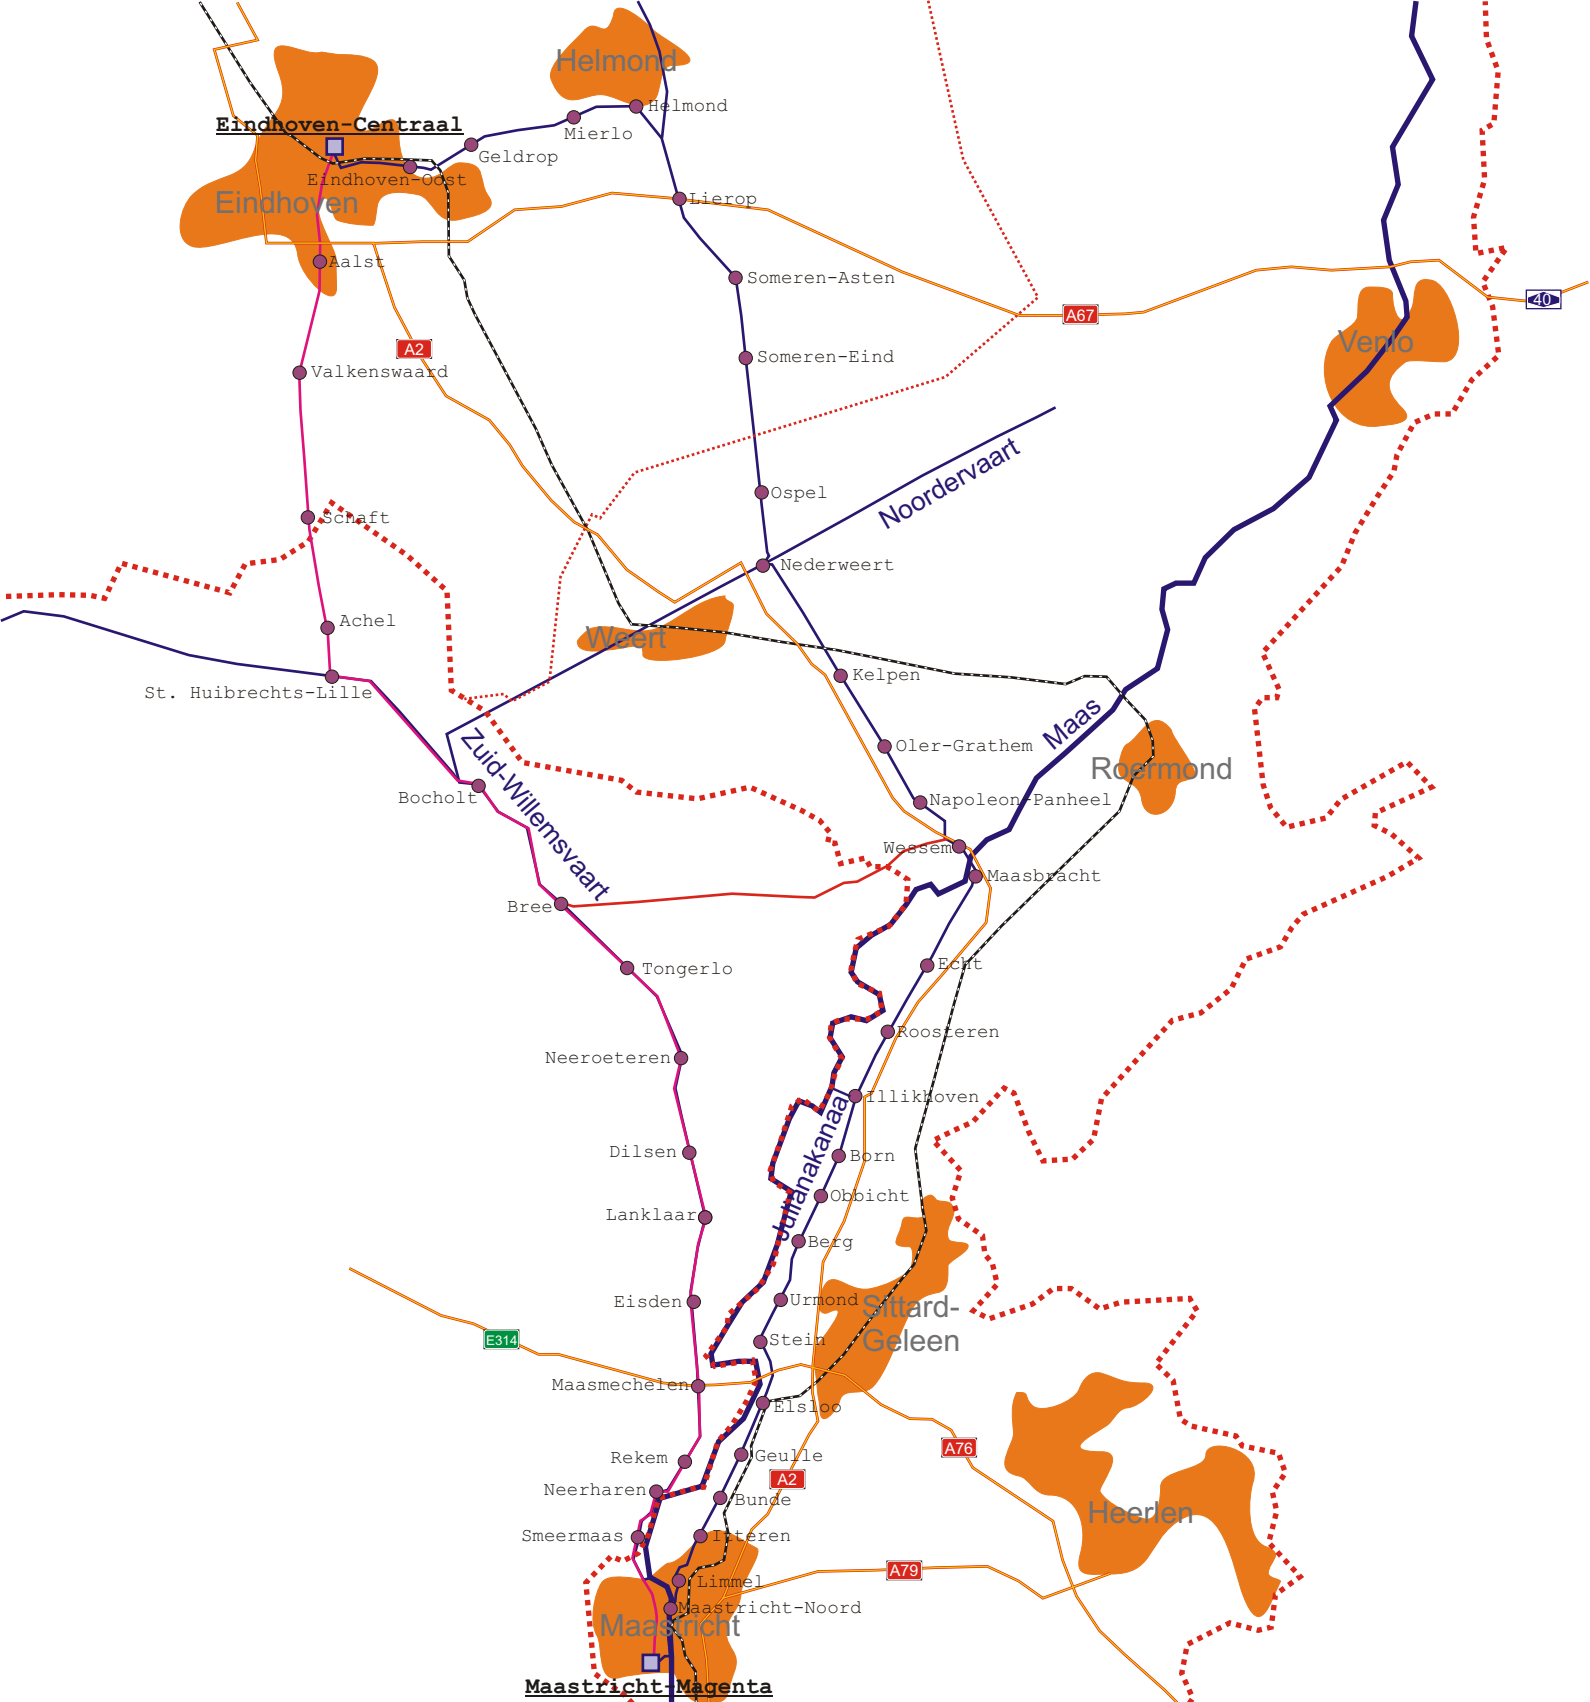 Helmond
Helmond
Eindhoven-Centraal
Mierlo
Geldrop
Eindhoven-Oost
Eindhoven
Lierop
Aalst
Someren-Asten
40
A67
Venlo
A2
Someren-Eind
Valkenswaard
Noordervaart
Ospel
Schaft
Nederweert
Achel
Weert
Kelpen
St. Huibrechts-Lille
Maas
Oler-Grathem
Roermond
Zuid-Willemsvaart
Bocholt
Napoleon-Panheel
Wessem
Maasbracht
Bree
Echt
Tongerlo
Roosteren
Neeroeteren
Illikhoven
Julianakanaal
Dilsen
Born
Obbicht
Lanklaar
Berg
Eisden
Urmond
Sittard-
Geleen
E314
Stein
Maasmechelen
Elsloo
A76
Rekem
Geulle
A2
Neerharen
Bunde
Heerlen
Smeermaas
Itteren
A79
Limmel
Maastricht-Noord
Maastricht
Maastricht-Magenta